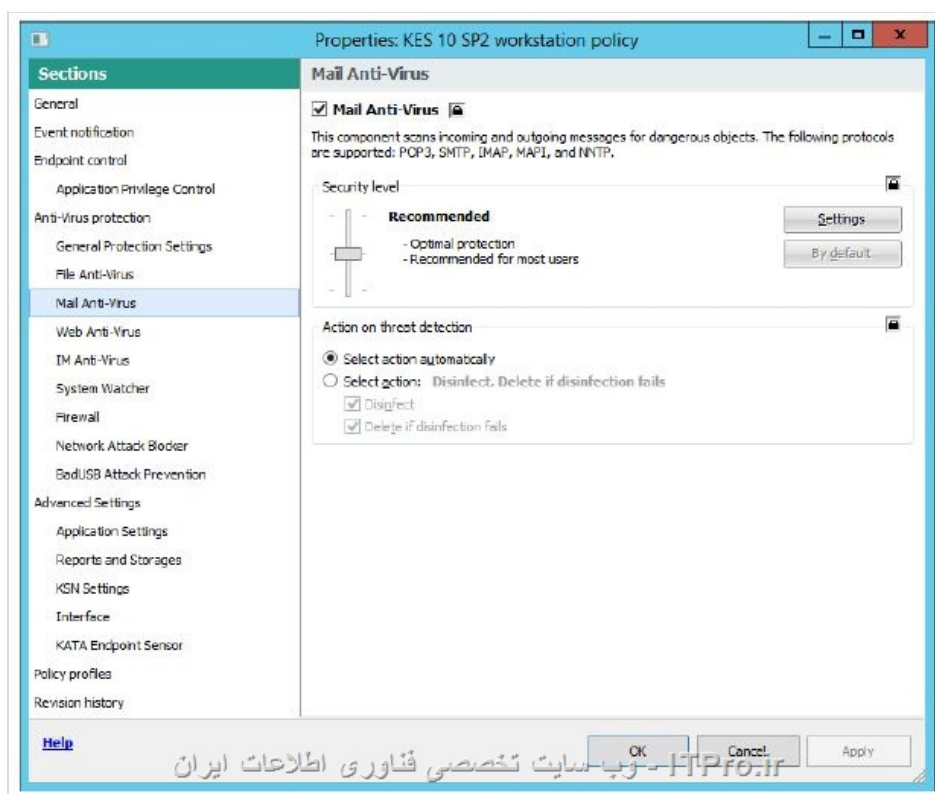 Properties: KES 10 SP2 workstation policy
Sections
General
Event notification
Endpoint control
Application Privilege Control
Anti-Virus protection
General Protection Settings
File Anti-Virus
Mail Anti-Virus
Web Anti-Virus
IM Anti-Virus
System Watcher
Firewall
Network Attack Blocker
BadUSB Attack Prevention
Advanced Settings
Application Settings
Reports and Storages
KSN Settings
Interface
KATA Endpoint Sensor
Policy profiles
Revision history
Mail Anti-Virus
Mail Anti-Virus
This component scans incoming and outgoing messages for dangerous objects. The following protocols
are supported: POP3, SMTP, IMAP, MAPI, and NNTP.
Security level
Recommended
- Optimal protection
- Recommended for most users
Settings
By default
Action on threat detection
Select action automatically
Select action: Disinfect. Delete if disinfection fails
Disinfect
Delete if disinfection fails
Help
OK
Cancel
Apply
ITPro.ir - وب سایت تخصصی فناوری اطلاعات ایران